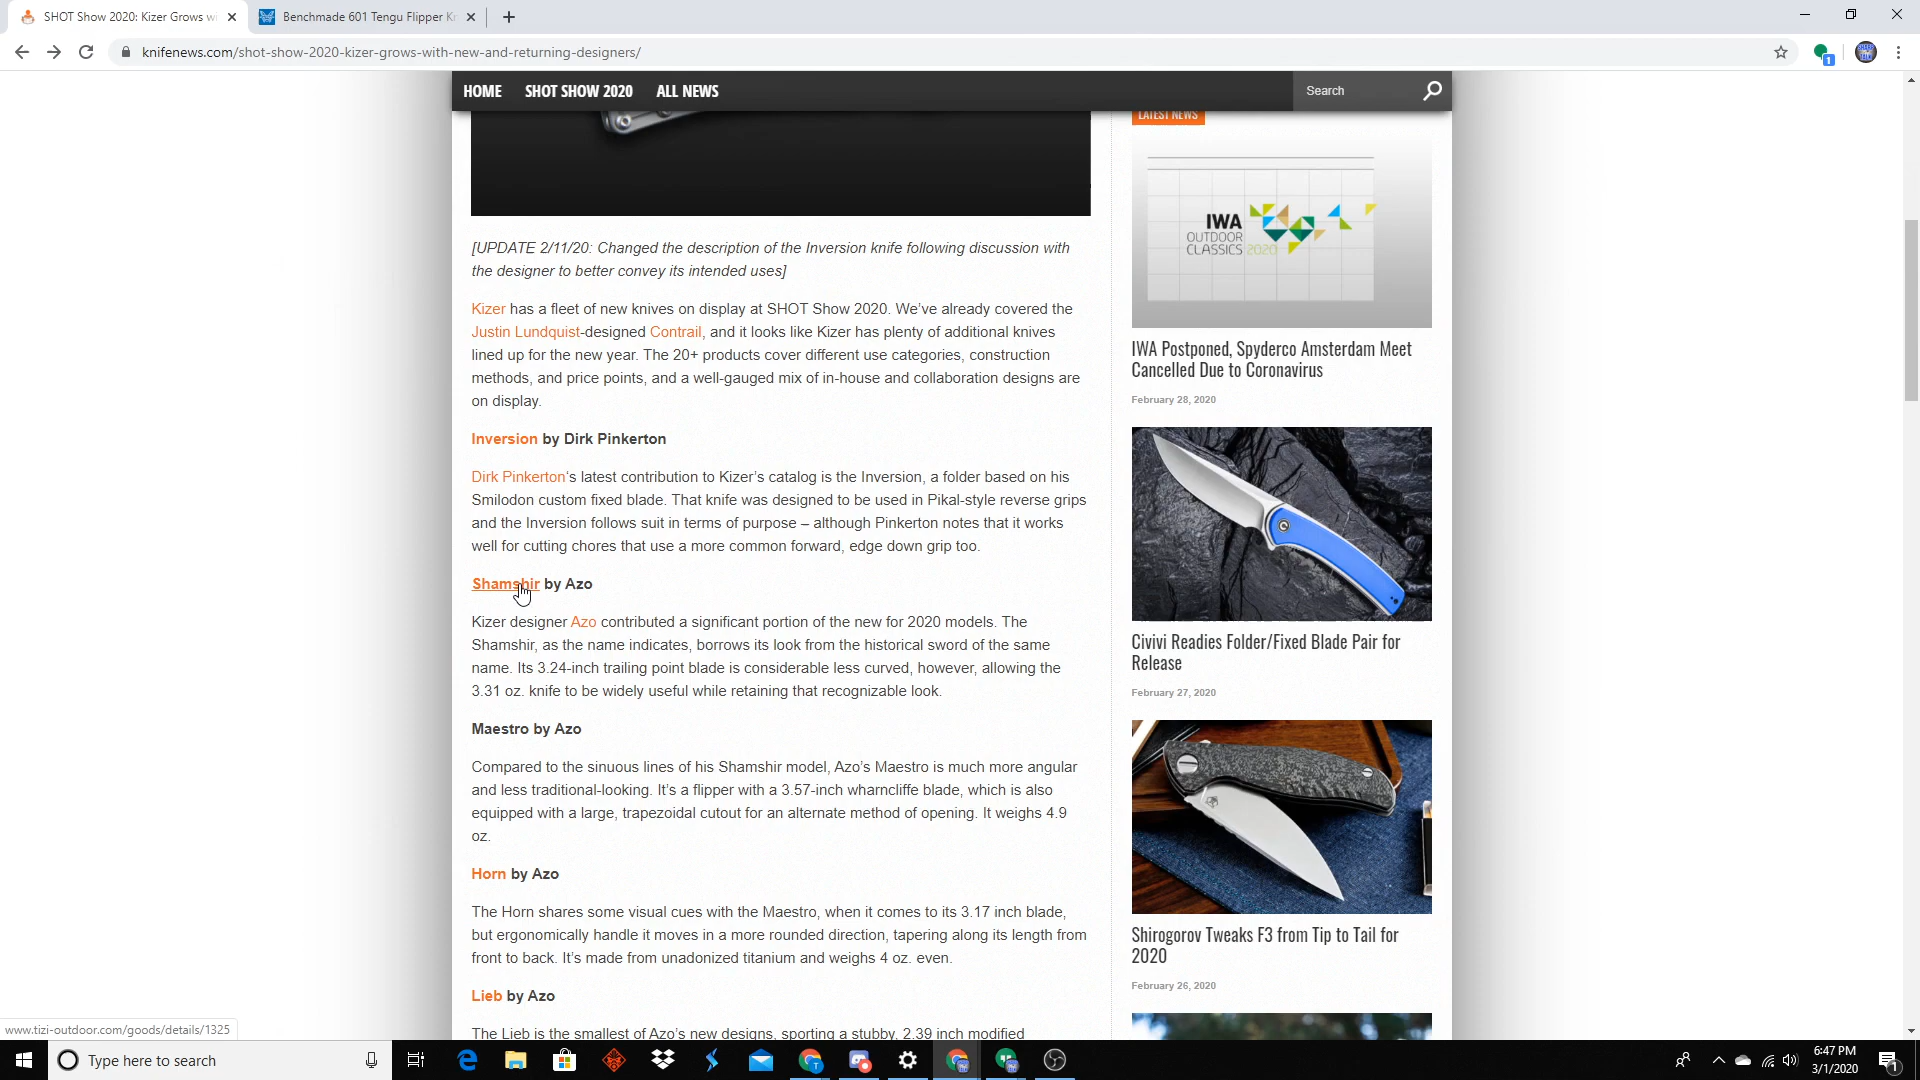 SHOT Show 2020: Kizer Grows wi
Benchmade 601 Tengu Flipper Kn
knifenews.com/shot-show-2020-kizer-grows-with-new-and-returning-designers/
1
HOME SHOT SHOW 2020 ALL NEWS
Search
[UPDATE 2/11/20: Changed the description of the Inversion knife following discussion with
the designer to better convey its intended uses]
Kizer has a fleet of new knives on display at SHOT Show 2020. We've already covered the
Justin Lundquist-designed Contrail, and it looks like Kizer has plenty of additional knives
lined up for the new year. The 20+ products cover different use categories, construction
methods, and price points, and a well-gauged mix of in-house and collaboration designs are
on display.
Inversion by Dirk Pinkerton
Dirk Pinkerton's latest contribution to Kizer's catalog is the Inversion, a folder based on his
Smilodon custom fixed blade. That knife was designed to be used in Pikal-style reverse grips
and the Inversion follows suit in terms of purpose – although Pinkerton notes that it works
well for cutting chores that use a more common forward, edge down grip too.
Shamshir by Azo
Kizer designer Azo contributed a significant portion of the new for 2020 models. The
Shamshir, as the name indicates, borrows its look from the historical sword of the same
name. Its 3.24-inch trailing point blade is considerable less curved, however, allowing the
3.31 oz. knife to be widely useful while retaining that recognizable look.
Maestro by Azo
Compared to the sinuous lines of his Shamshir model, Azo's Maestro is much more angular
and less traditional-looking. It's a flipper with a 3.57-inch wharncliffe blade, which is also
equipped with a large, trapezoidal cutout for an alternate method of opening. It weighs 4.9
oz.
Horn by Azo
The Horn shares some visual cues with the Maestro, when it comes to its 3.17 inch blade,
but ergonomically handle it moves in a more rounded direction, tapering along its length from
front to back. It's made from unadonized titanium and weighs 4 oz. even.
Lieb by Azo
The Lieb is the smallest of Azo's new designs, sporting a stubby, 2.39 inch modified
LATEST NEWS
IWA
OUTDOOR
CLASSICS 2020
IWA Postponed, Spyderco Amsterdam Meet
Cancelled Due to Coronavirus
February 28, 2020
Civivi Readies Folder/Fixed Blade Pair for
Release
February 27, 2020
Shirogorov Tweaks F3 from Tip to Tail for
2020
February 26, 2020
www.tizi-outdoor.com/goods/details/1325
Type here to search
6:47 PM
3/1/2020
1